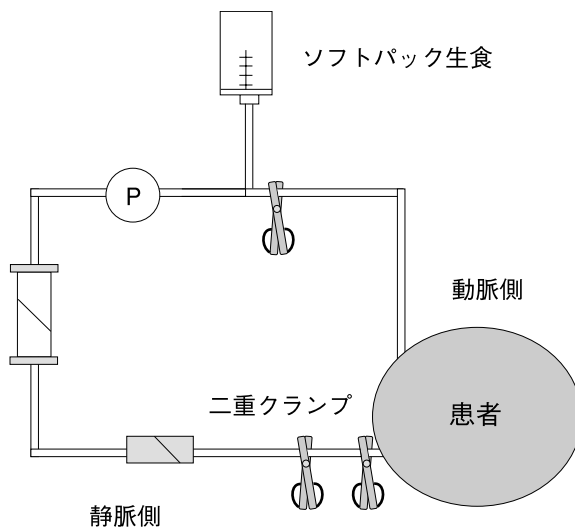 ソフトパック生食
P
動脈側
二重クランプ
患者
静脈側